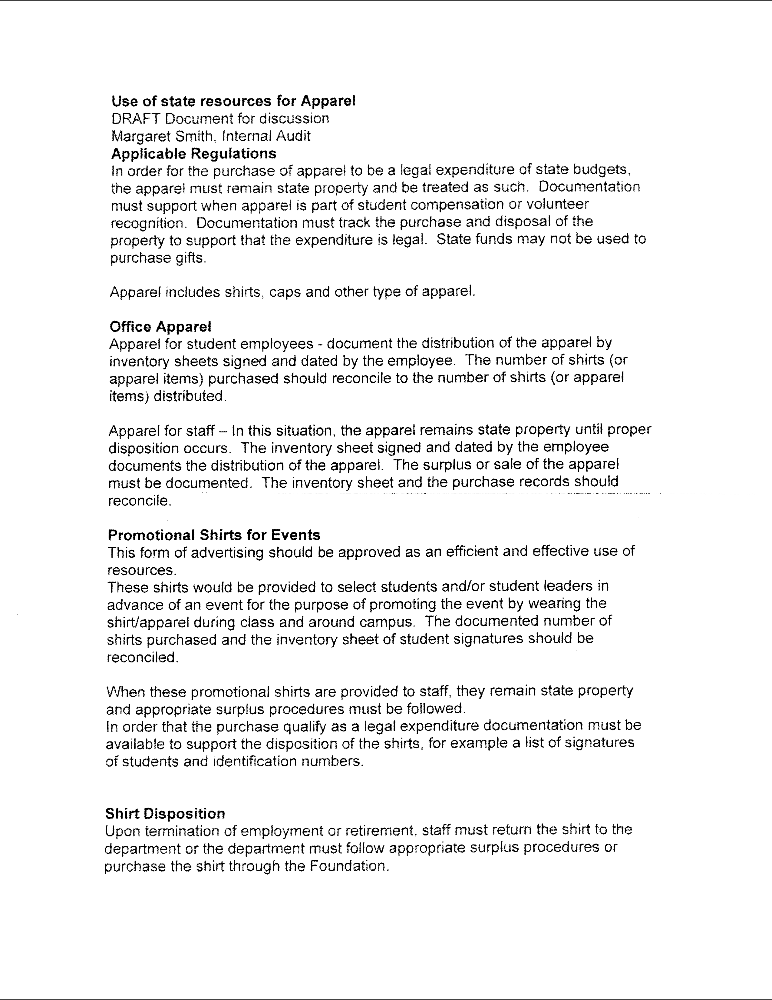 Use of state resources for Apparel
DRAFT Document for discussion
Margaret Smith, Internal Audit
Applicable Regulations
In order for the purchase of apparel to be a legal expenditure of state budgets,
the apparel must remain state property and be treated as such.  Documentation
must support when apparel is part of student compensation or volunteer
recognition.  Documentation must track the purchase and disposal of the
property to support that the expenditure is legal.  State funds may not be used to
purchase gifts.

Apparel includes shirts, caps and other type of apparel.

Office Apparel
Apparel for student employees - document the distribution of the apparel by
inventory sheets signed and dated by the employee.  The number of shirts (or
apparel items) purchased should reconcile to the number of shirts (or apparel
items) distributed.

Apparel for staff – In this situation, the apparel remains state property until proper
disposition occurs.  The inventory sheet signed and dated by the employee
documents the distribution of the apparel.  The surplus or sale of the apparel
must be documented.  The inventory sheet and the purchase records should
reconcile.

Promotional Shirts for Events
This form of advertising should be approved as an efficient and effective use of
resources.
These shirts would be provided to select students and/or student leaders in
advance of an event for the purpose of promoting the event by wearing the
shirt/apparel during class and around campus.  The documented number of
shirts purchased and the inventory sheet of student signatures should be
reconciled.

When these promotional shirts are provided to staff, they remain state property
and appropriate surplus procedures must be followed.
In order that the purchase qualify as a legal expenditure documentation must be
available to support the disposition of the shirts, for example a list of signatures
of students and identification numbers.

Shirt Disposition
Upon termination of employment or retirement, staff must return the shirt to the
department or the department must follow appropriate surplus procedures or
purchase the shirt through the Foundation.